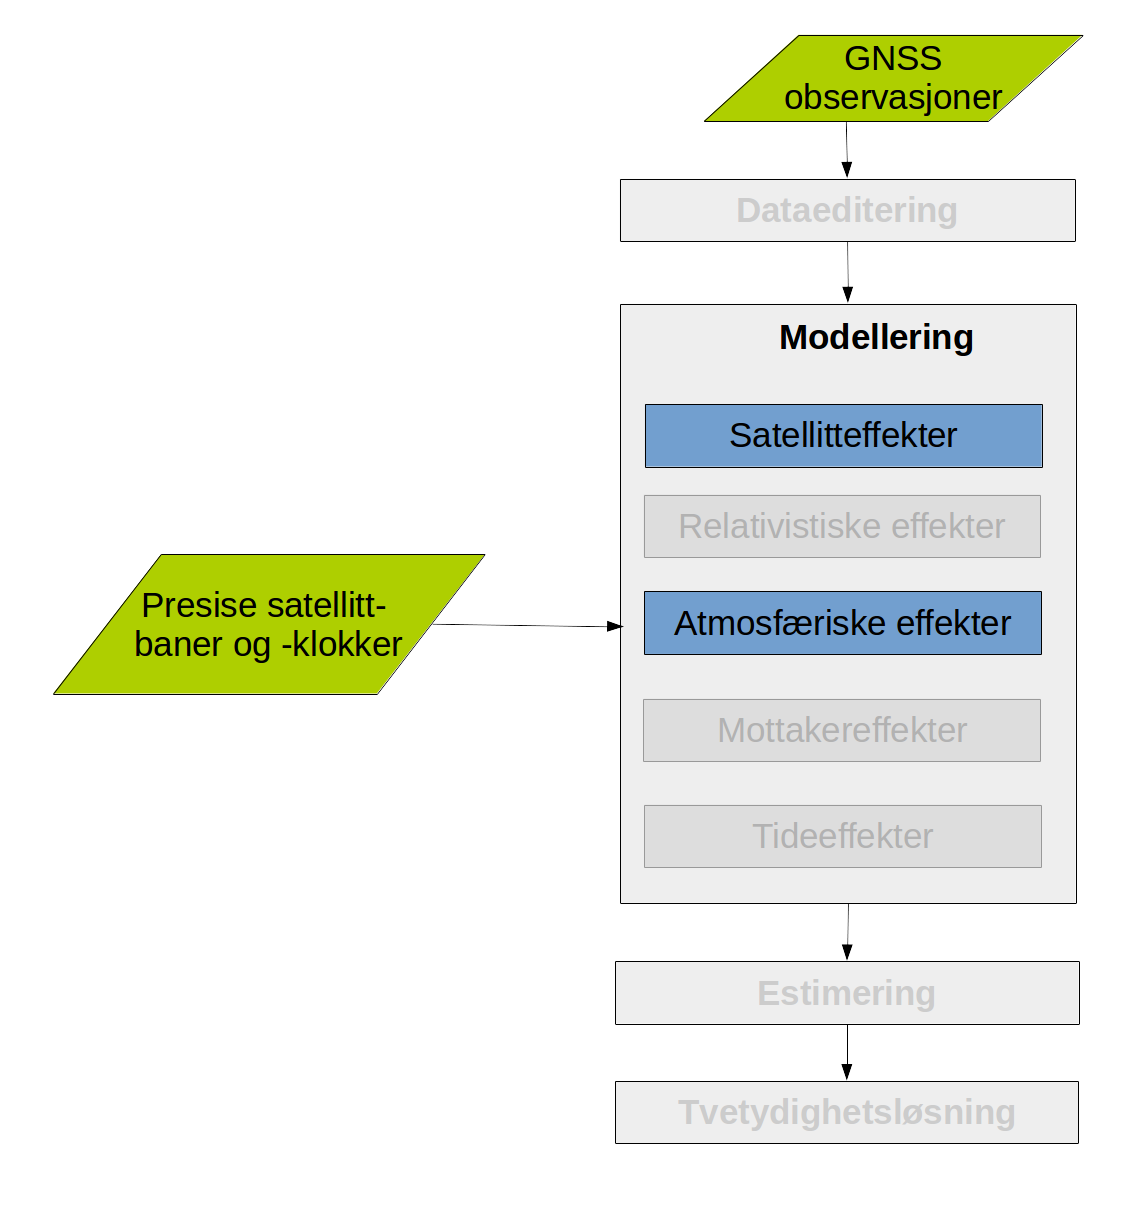 GNSS
observasjoner
Dataeditering
Modellering
Satellitteffekter
Relativistiske effekter
Presise satellitt-
baner og -klokker
Atmosfæriske effekter
Mottakereffekter
Tideeffekter
Estimering
Tvetydighetsløsning